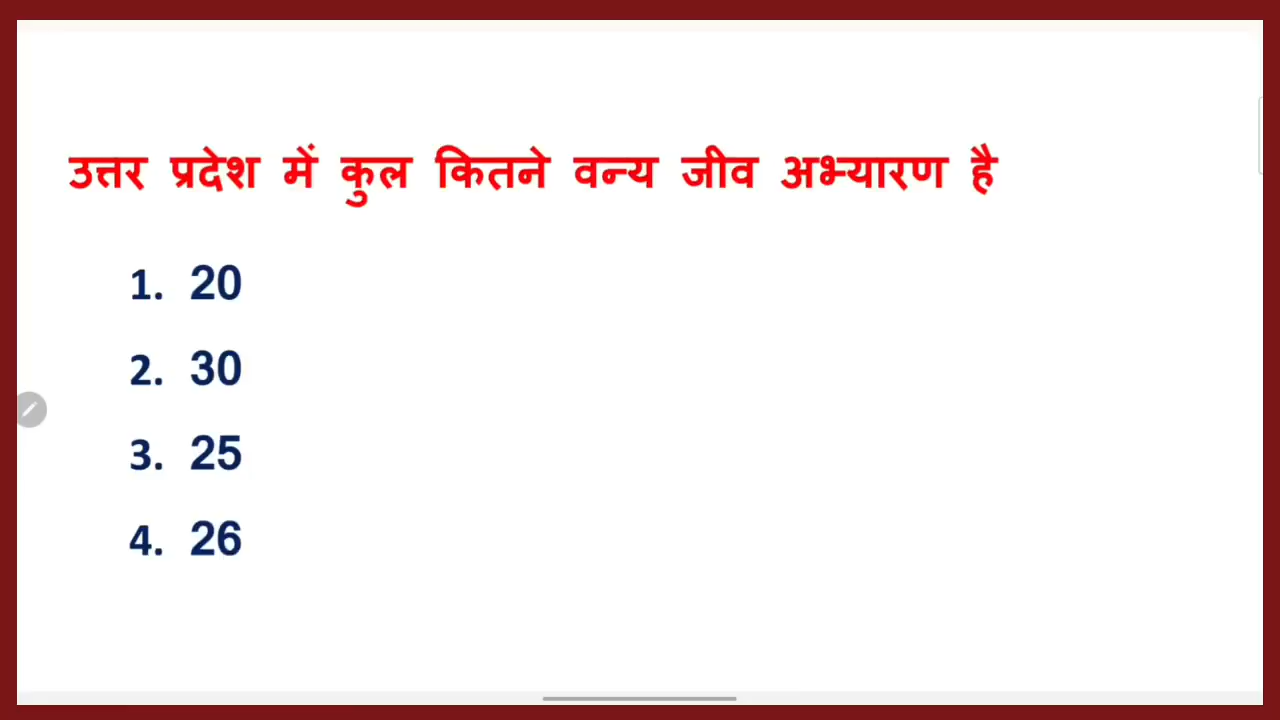 उत्तर प्रदेश में कुल कितने वन्य जीव अभ्यारण है
1. 20
2. 30
3. 25
4. 26